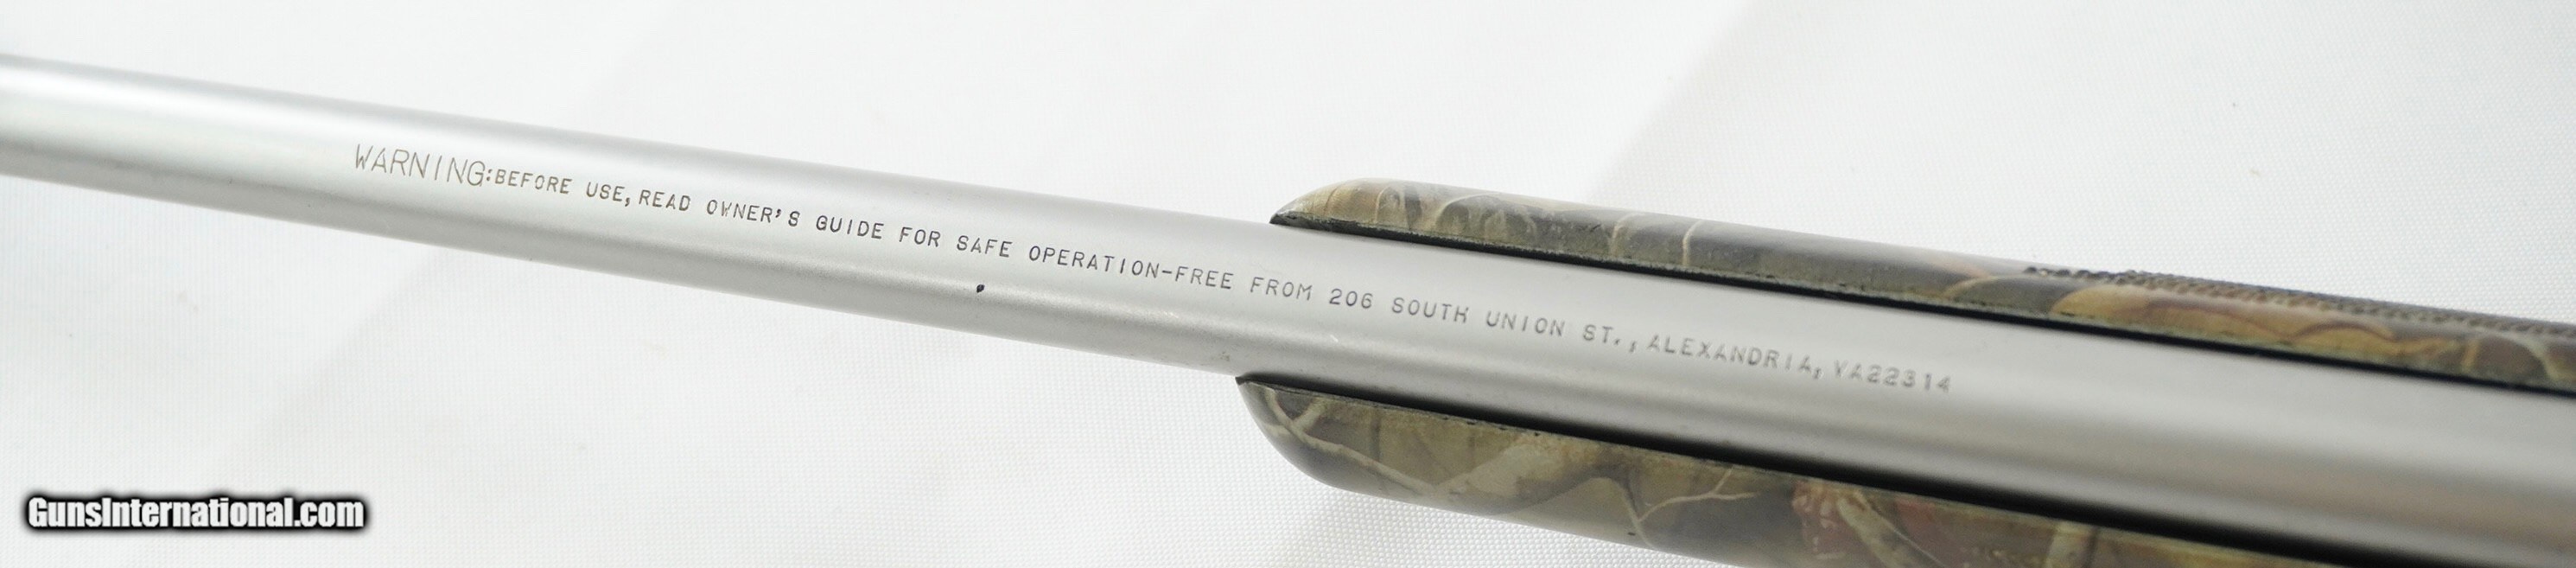 WARNING:BEFORE USE,READ OWNER'S GUIDE FOR SAFE OPERATION-FREE FROM 206 SOUTH UNION ST.,ALEXANDRIA,VA22314
GunsInternational.com